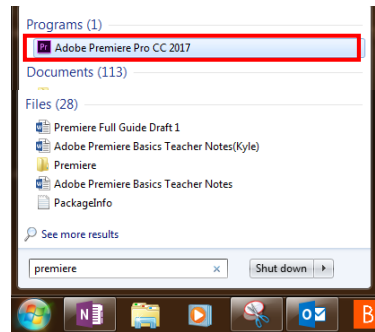 Programs (1)
Pr Adobe Premiere Pro CC 2017
Documents (113)
Files (28)
Premiere Full Guide Draft 1
Adobe Premiere Basics Teacher Notes(Kyle)
Premiere
Adobe Premiere Basics Teacher Notes
PackageInfo
See more results
premiere x Shut down
N B